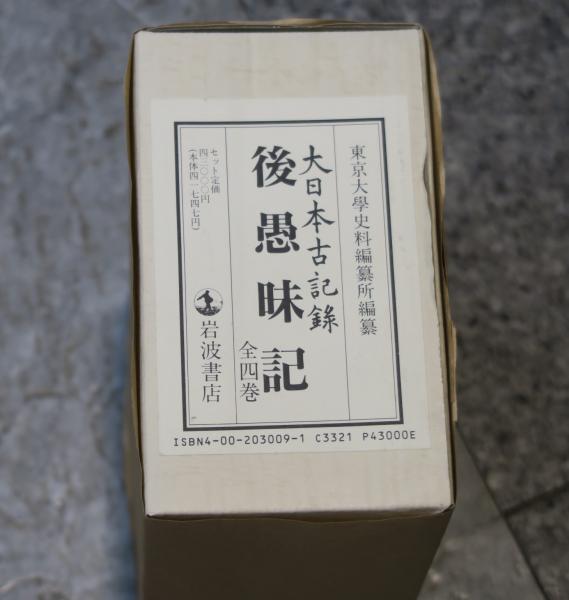 東京大學史料編纂所編纂
大日本古記錄
後愚昧記
全四巻
セット定価
四三〇〇〇円
(本体四一七四七円)
岩波書店
ISBN4-00-203009-1 C3321 P43000E